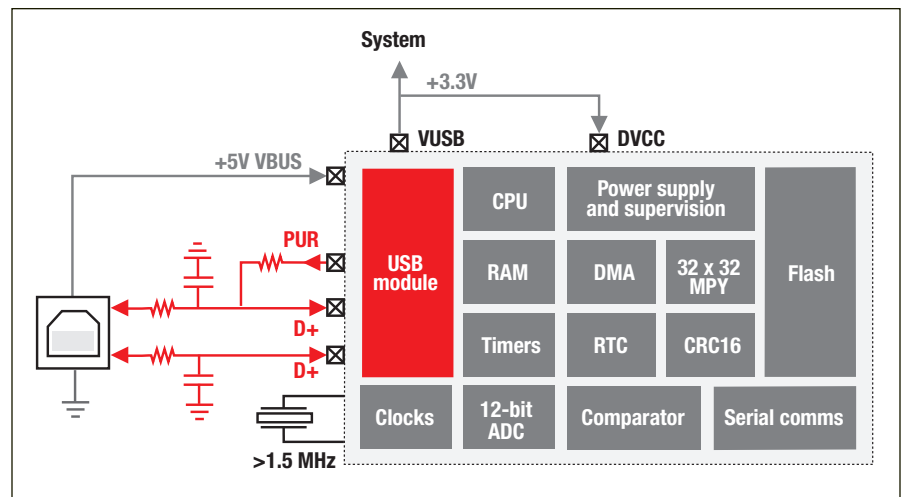 System
+3.3V
VUSB
DVCC
+5V VBUS
PUR
D+
D+
>1.5 MHz
USB
module
CPU
Power supply
and supervision
Flash
RAM
DMA
32 x 32
MPY
Timers
RTC
CRC16
Clocks
12-bit
ADC
Comparator
Serial comms